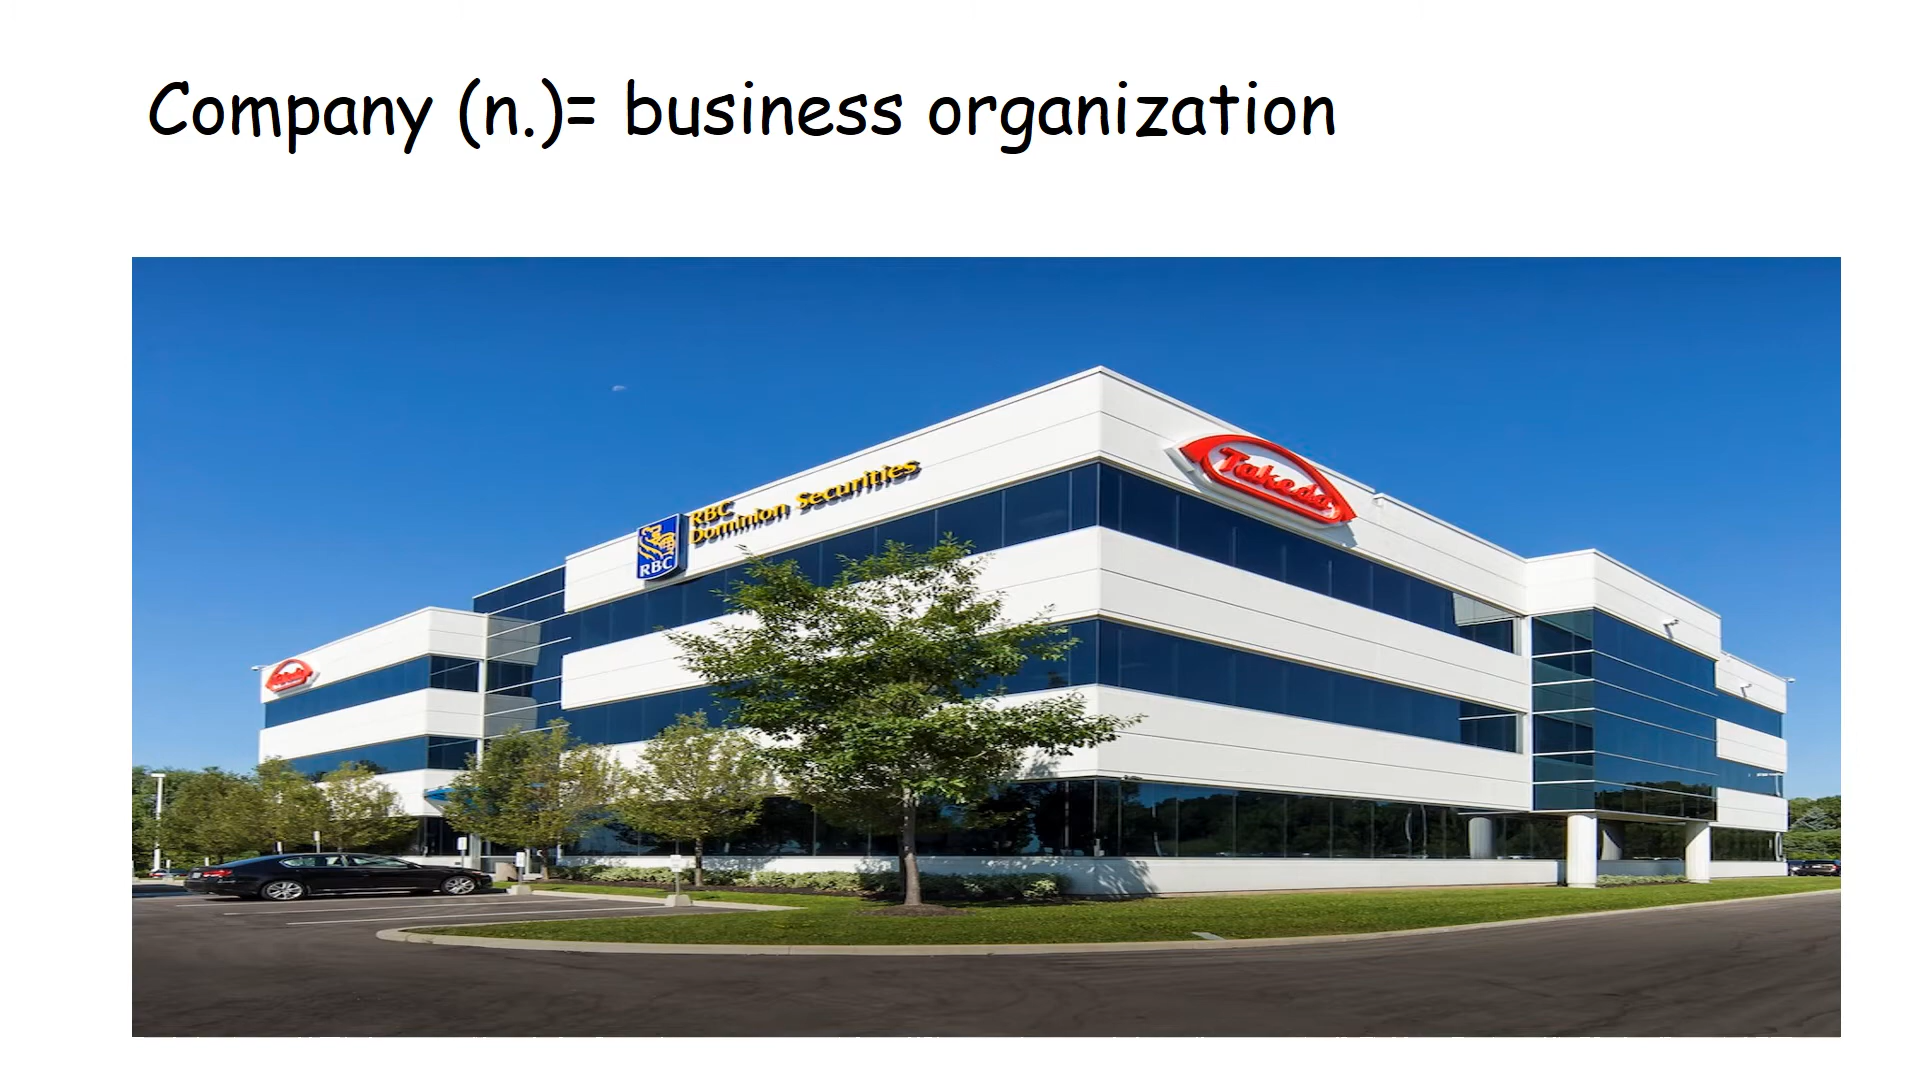 Company (n.)= business organization
RBC
Dominion Securities
RBC
Takeda